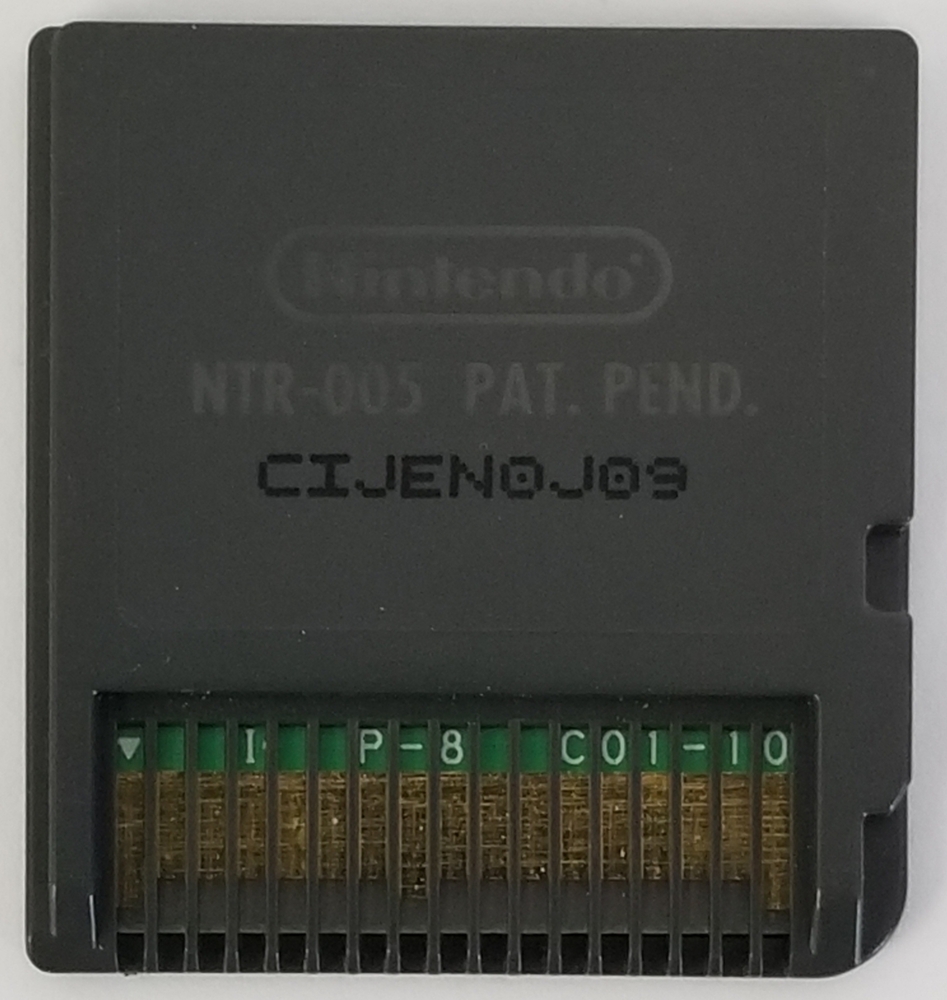 Nintendo®
NTR-005 PAT. PEND.
CIJEN0J09
▼ I P-8 C01-10